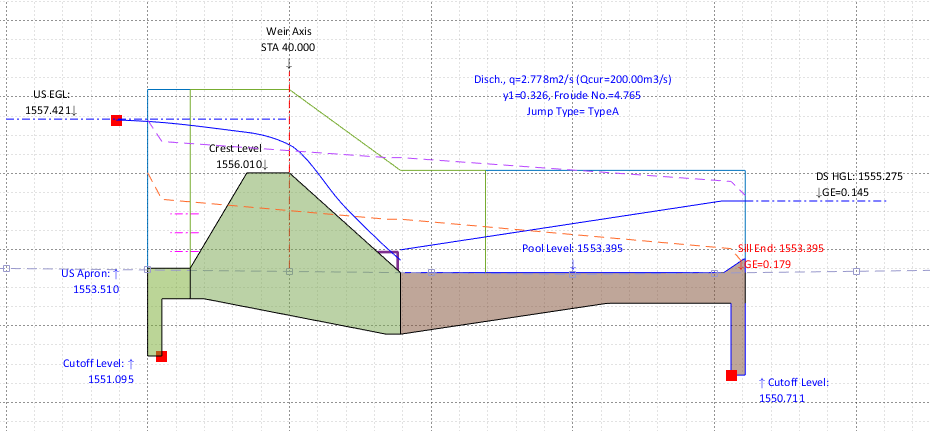 Weir Axis
STA 40.000
↓
Disch., q=2.778m2/s (Qcur=200.00m3/s)
y1=0.326, Froude No.=4.765
Jump Type= TypeA
US EGL:
1557.421↓
Crest Level
1556.010↓
DS HGL: 1555.275
↓GE=0.145
Pool Level: 1553.395
↓
Sill End: 1553.395
↓GE=0.179
US Apron: ↑
1553.510
Cutoff Level: ↑
1551.095
↑ Cutoff Level:
1550.711